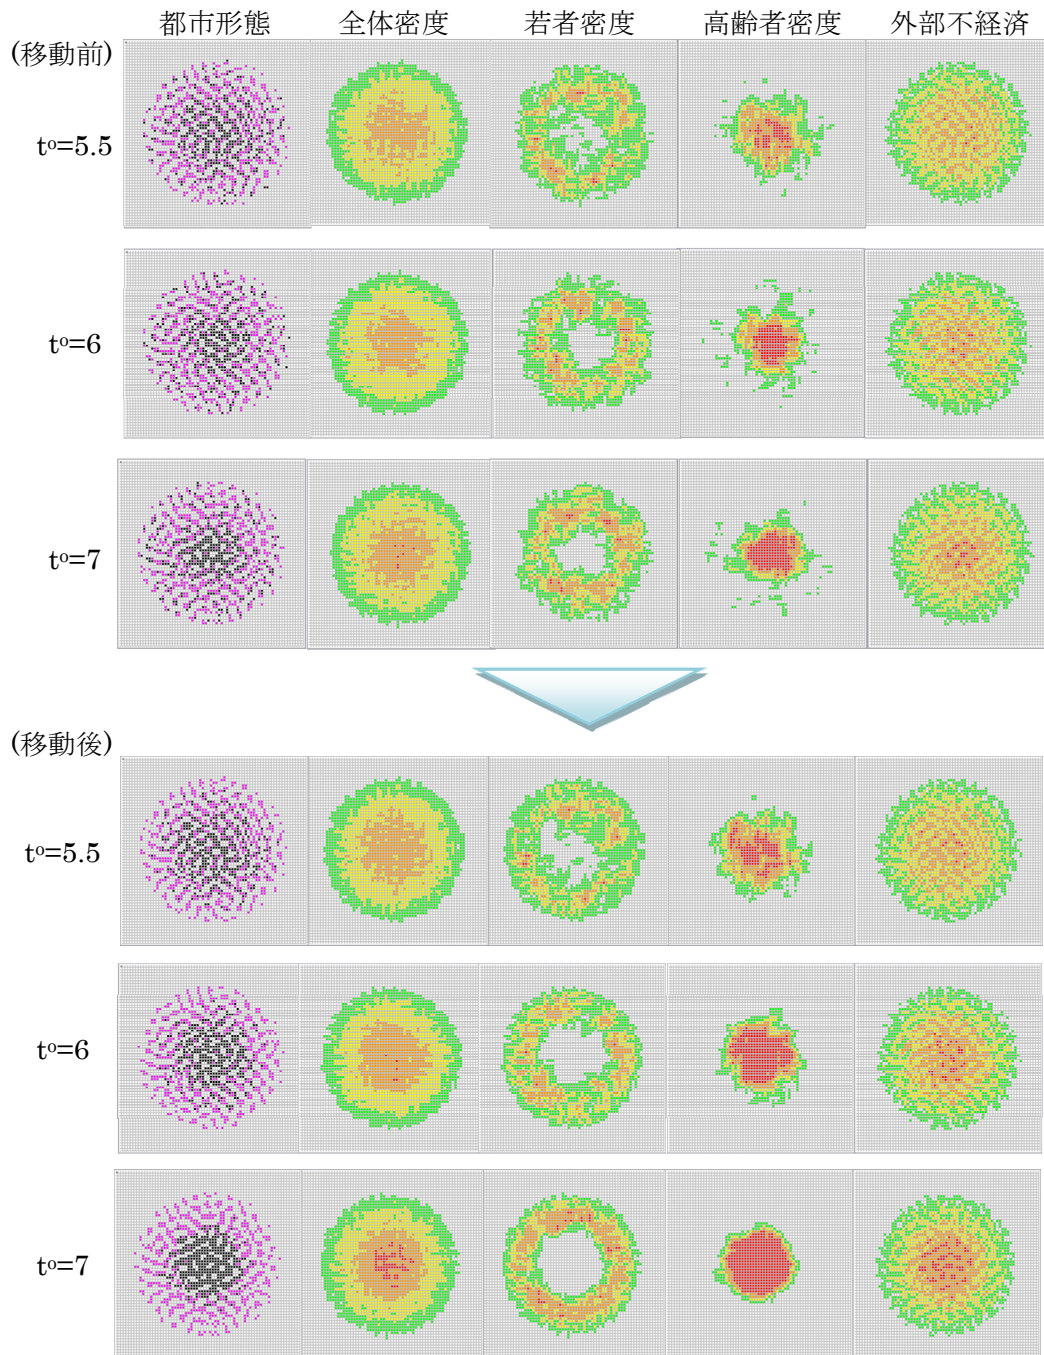 都市形態 全体密度 若者密度 高齢者密度 外部不経済
(移動前)
tᵒ=5.5
tᵒ=6
tᵒ=7
(移動後)
tᵒ=5.5
tᵒ=6
tᵒ=7